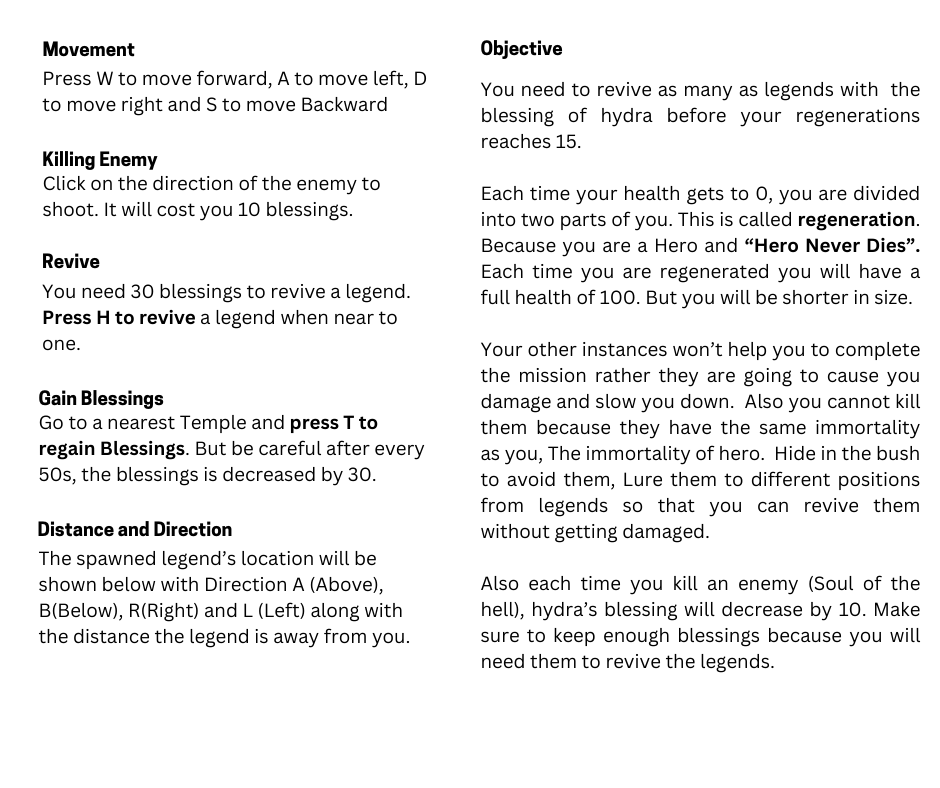 Movement
Press W to move forward, A to move left, D
to move right and S to move Backward
Killing Enemy
Click on the direction of the enemy to
shoot. It will cost you 10 blessings.
Revive
You need 30 blessings to revive a legend.
Press H to revive a legend when near to
one.
Gain Blessings
Go to a nearest Temple and press T to
regain Blessings. But be careful after every
50s, the blessings is decreased by 30.
Distance and Direction
The spawned legend’s location will be
shown below with Direction A (Above),
B(Below), R(Right) and L (Left) along with
the distance the legend is away from you.
Objective
You need to revive as many as legends with the
blessing of hydra before your regenerations
reaches 15.
Each time your health gets to 0, you are divided
into two parts of you. This is called regeneration.
Because you are a Hero and “Hero Never Dies”.
Each time you are regenerated you will have a
full health of 100. But you will be shorter in size.
Your other instances won’t help you to complete
the mission rather they are going to cause you
damage and slow you down. Also you cannot kill
them because they have the same immortality
as you, The immortality of hero. Hide in the bush
to avoid them, Lure them to different positions
from legends so that you can revive them
without getting damaged.
Also each time you kill an enemy (Soul of the
hell), hydra’s blessing will decrease by 10. Make
sure to keep enough blessings because you will
need them to revive the legends.